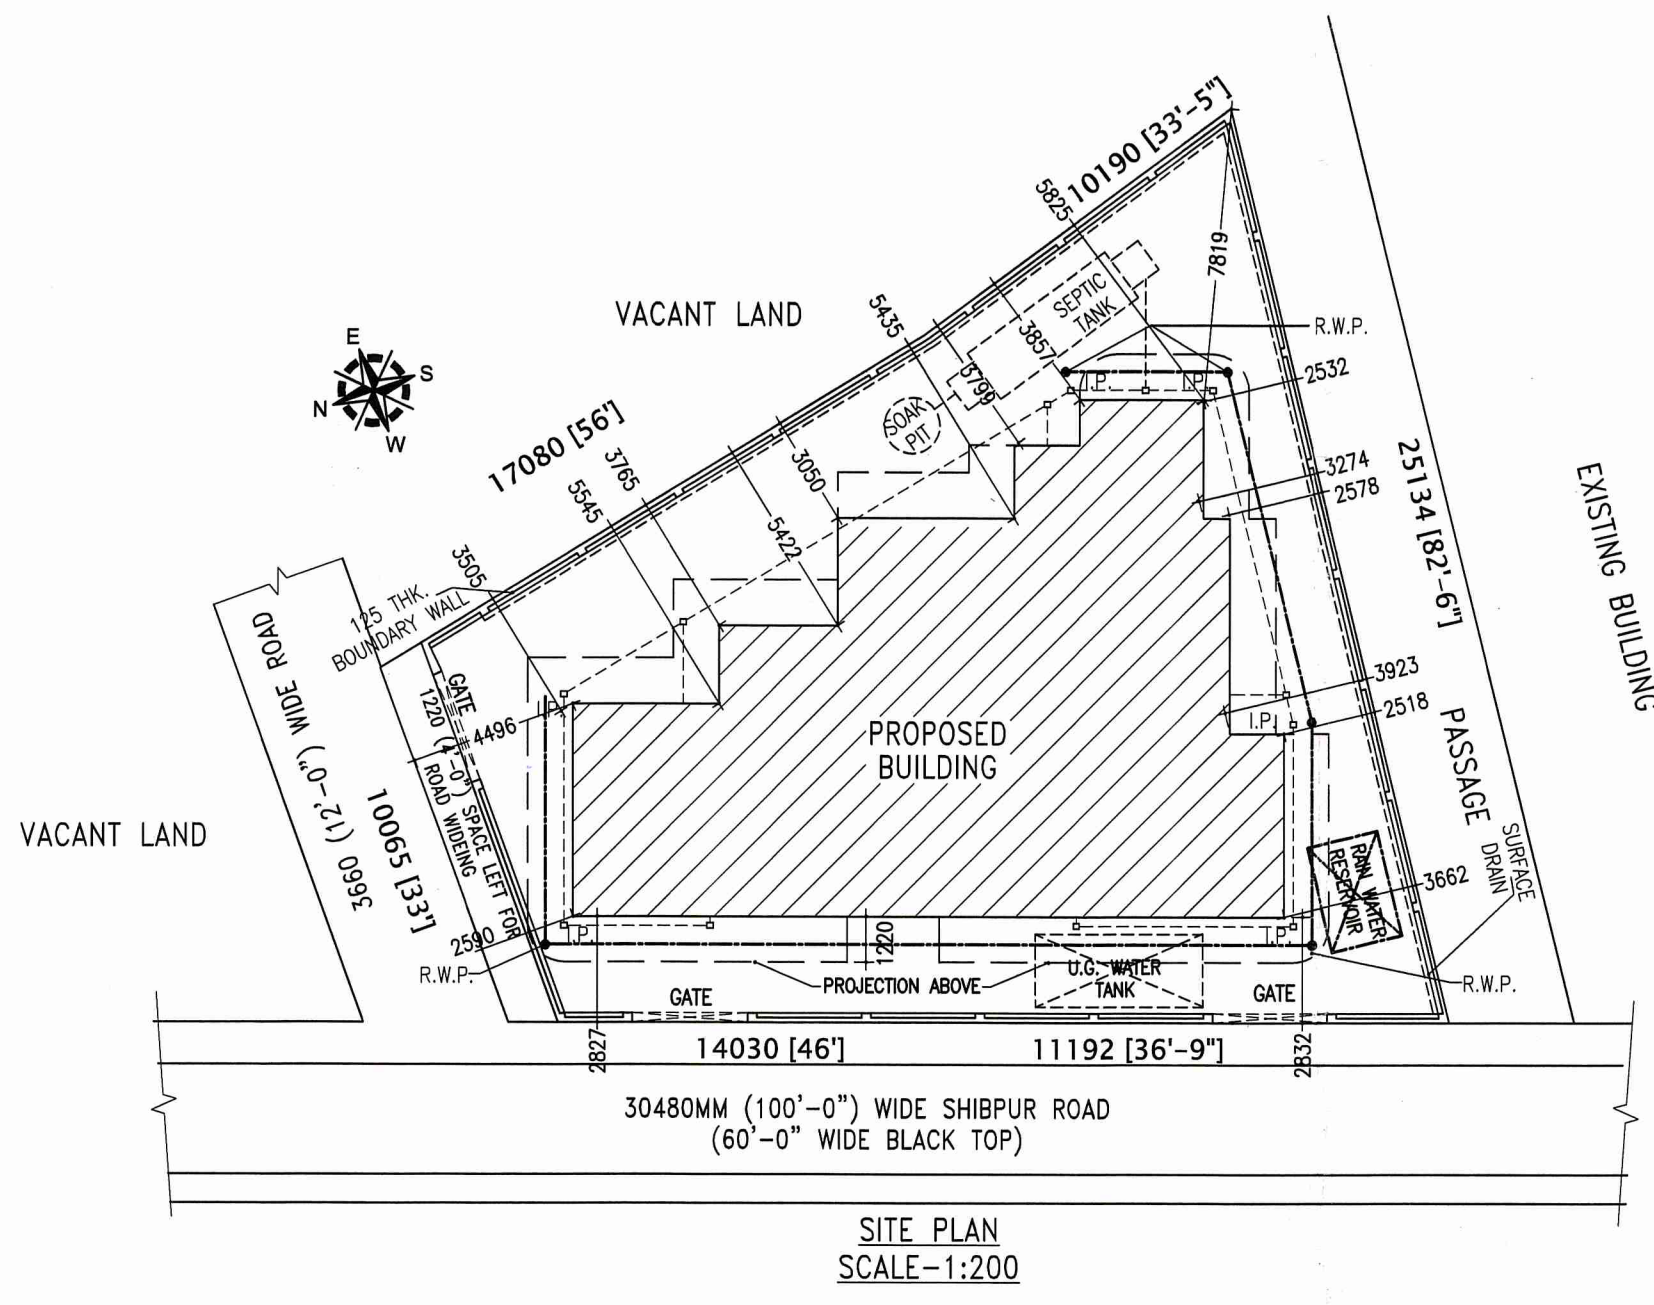 10190 [33'-5"]
5825
7819
VACANT LAND
SEPTIC
TANK
5435
3857
3799
R.W.P.
E
S
N
W
2532
I.P.
I.P.
SOAK
PIT
17080 [56']
3765
5545
3050
5422
3274
2578
25134 [82'-6"]
EXISTING BUILDING
3505
125 THK.
BOUNDARY WALL
3660 (12'-0") WIDE ROAD
GATE
1220 (4'-0") SPACE LEFT FOR
ROAD WIDEING
I.P.
4496
3923
2518
I.P.
PASSAGE
PROPOSED
BUILDING
VACANT LAND
10065 [33']
SURFACE
DRAIN
RAIN WATER
RESERVOIR
3662
2590
I.P.
R.W.P.
1220
I.P.
U.G. WATER
TANK
PROJECTION ABOVE
R.W.P.
GATE
GATE
2827
14030 [46']
11192 [36'-9"]
2832
30480MM (100'-0") WIDE SHIBPUR ROAD
(60'-0" WIDE BLACK TOP)
SITE PLAN
SCALE-1:200